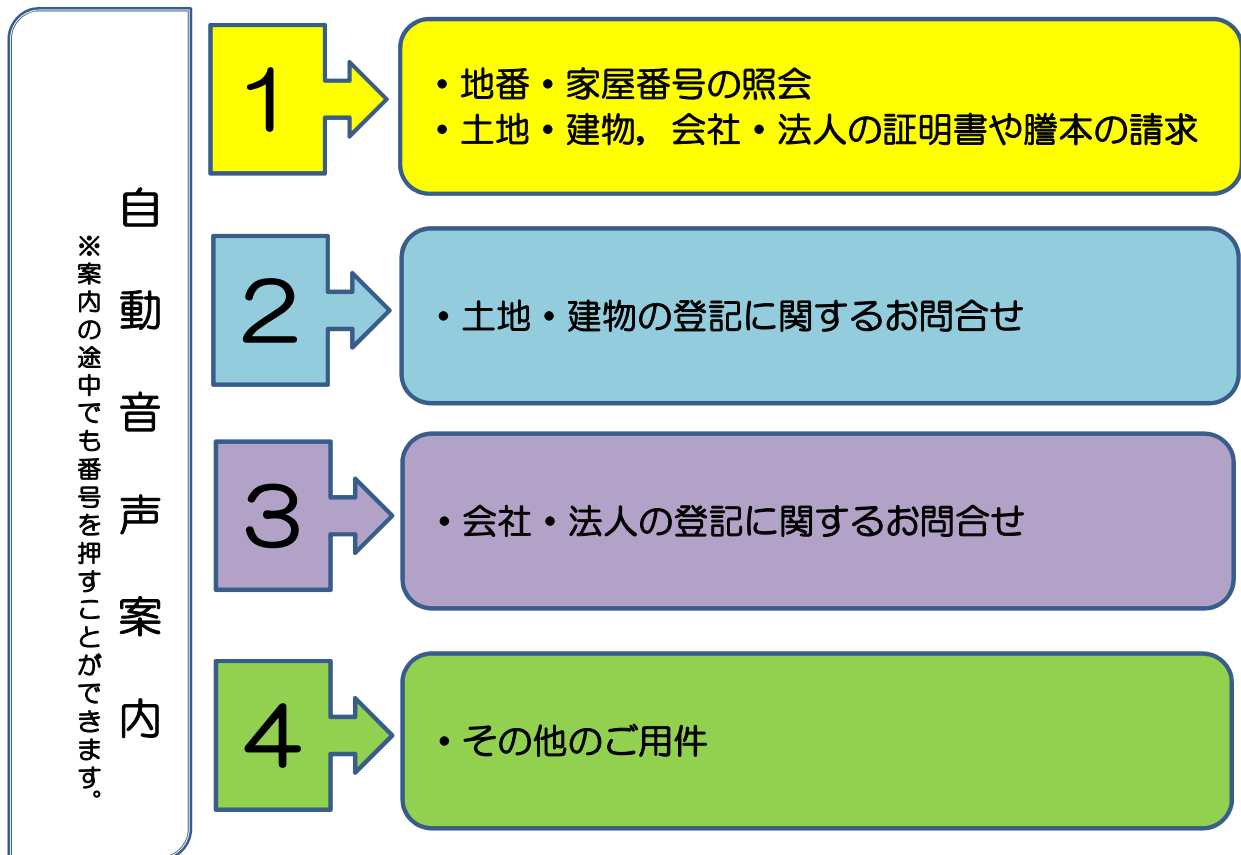 自動音声案内
※案内の途中でも番号を押すことができます。
1
・地番・家屋番号の照会
・土地・建物，会社・法人の証明書や謄本の請求
2
・土地・建物の登記に関するお問合せ
3
・会社・法人の登記に関するお問合せ
4
・その他のご用件